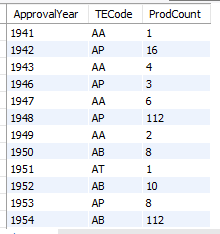 ApprovalYear TECode ProdCount
1941 AA 1
1942 AP 16
1943 AA 4
1946 AP 3
1947 AA 6
1948 AP 112
1949 AA 2
1950 AB 8
1951 AT 1
1952 AB 10
1953 AP 8
1954 AB 112